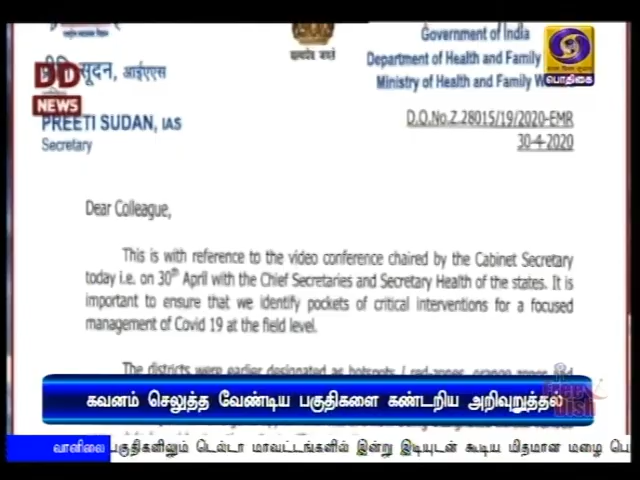 Government of India
Department of Health and Family
Ministry of Health and Family
பொதிகை
DD
NEWS
சூதன், ஆஈஏஎஸ்
PREETI SUDAN, IAS
Secretary
D.O.No.Z.28015/19/2020-EMR
30-4-2020
Dear Colleague,
This is with reference to the video conference chaired by the Cabinet Secretary
today i.e. on 30th April with the Chief Secretaries and Secretary Health of the states. It is
important to ensure that we identify pockets of critical interventions for a focused
management of Covid 19 at the field level.
The districts were earlier designated as hotspots / red-zones, orange zones
கவனம் செலுத்த வேண்டிய பகுதிகளை கண்டறிய அறிவுறுத்தல்
Free
Dish
வானிலை பகுதிகளிலும் டெல்டா மாவட்டங்களில் இன்று இடியுடன் கூடிய மிதமான மழை பெ